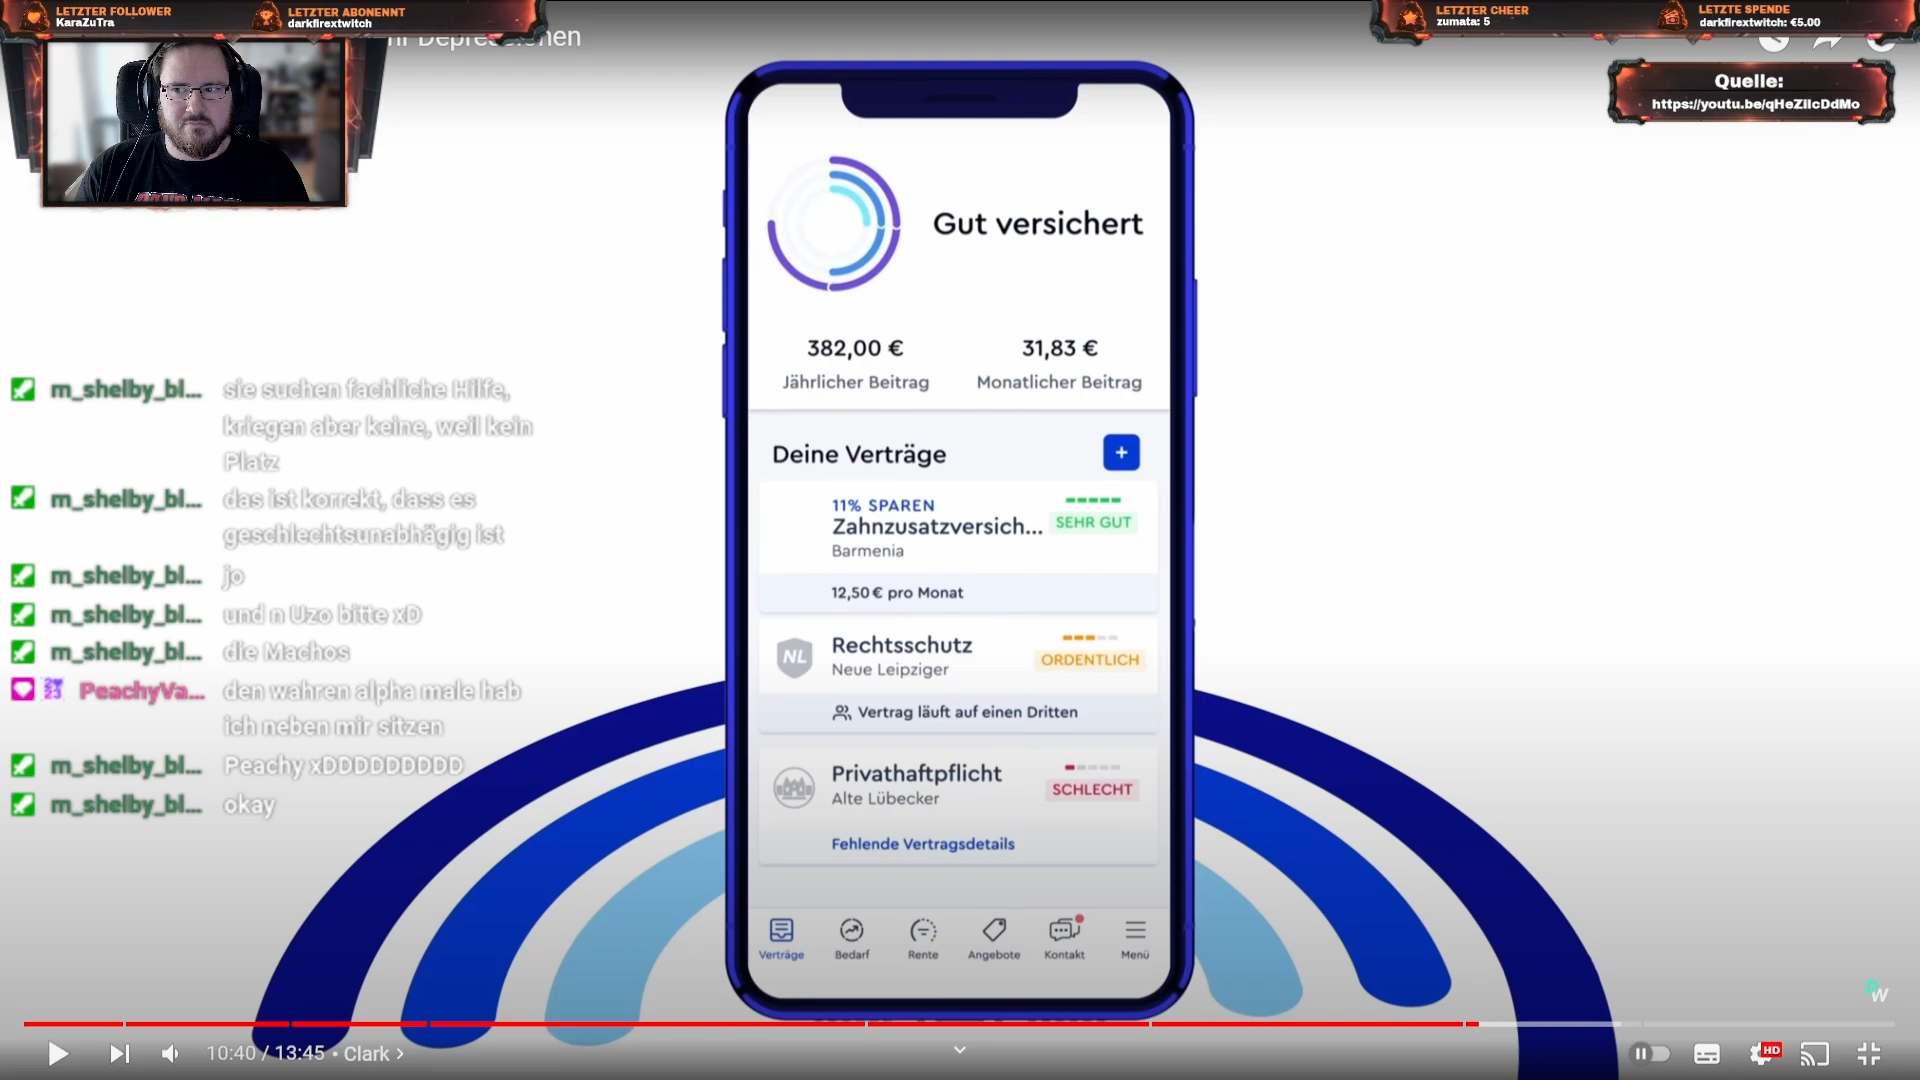 LETZTER FOLLOWER
KaraZuTra
LETZTER ABONENNT
darkfirextwitch
LETZTER CHEER
zumata: 5
LETZTE SPENDE
darkfirextwitch: €5.00
Quelle:
https://youtu.be/qHeZiIcDdMo
Gut versichert
382,00 €
Jährlicher Beitrag
31,83 €
Monatlicher Beitrag
Deine Verträge
+
11% SPAREN
Zahnzusatzversich...
SEHR GUT
Barmenia
12,50 € pro Monat
NL
Rechtsschutz
Neue Leipziger
ORDENTLICH
Vertrag läuft auf einen Dritten
Privathaftpflicht
Alte Lübecker
SCHLECHT
Fehlende Vertragsdetails
Verträge
Bedarf
Rente
Angebote
Kontakt
Menü
m_shelby_bl... sie suchen fachliche Hilfe,
kriegen aber keine, weil kein
Platz
m_shelby_bl... das ist korrekt, dass es
geschlechtsunabhägig ist
m_shelby_bl... jo
m_shelby_bl... und n Uzo bitte xD
m_shelby_bl... die Machos
PeachyVa... den wahren alpha male hab
ich neben mir sitzen
m_shelby_bl... Peachy xDDDDDDDDD
m_shelby_bl... okay
DW
10:40 / 13:45 • Clark >
HD